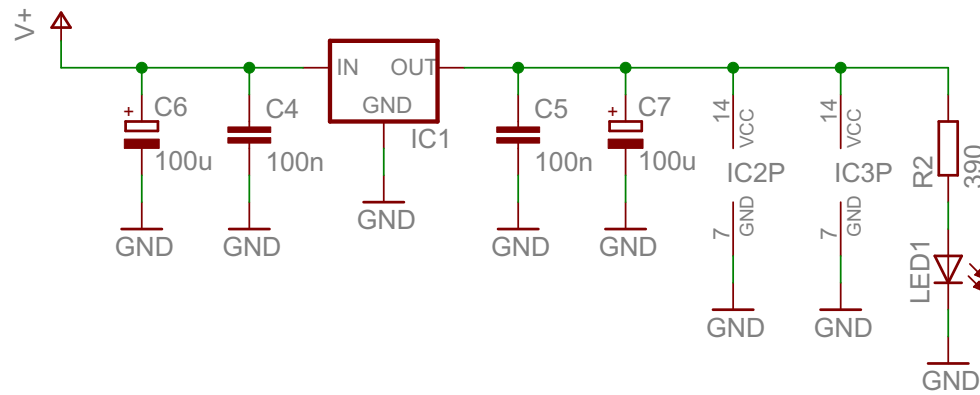 V+
C6
100u
GND
C4
100n
GND
IN OUT
GND
IC1
GND
C5
100n
GND
C7
100u
GND
14
VCC
IC2P
GND
7
GND
14
VCC
IC3P
GND
7
GND
R2
390
LED1
GND